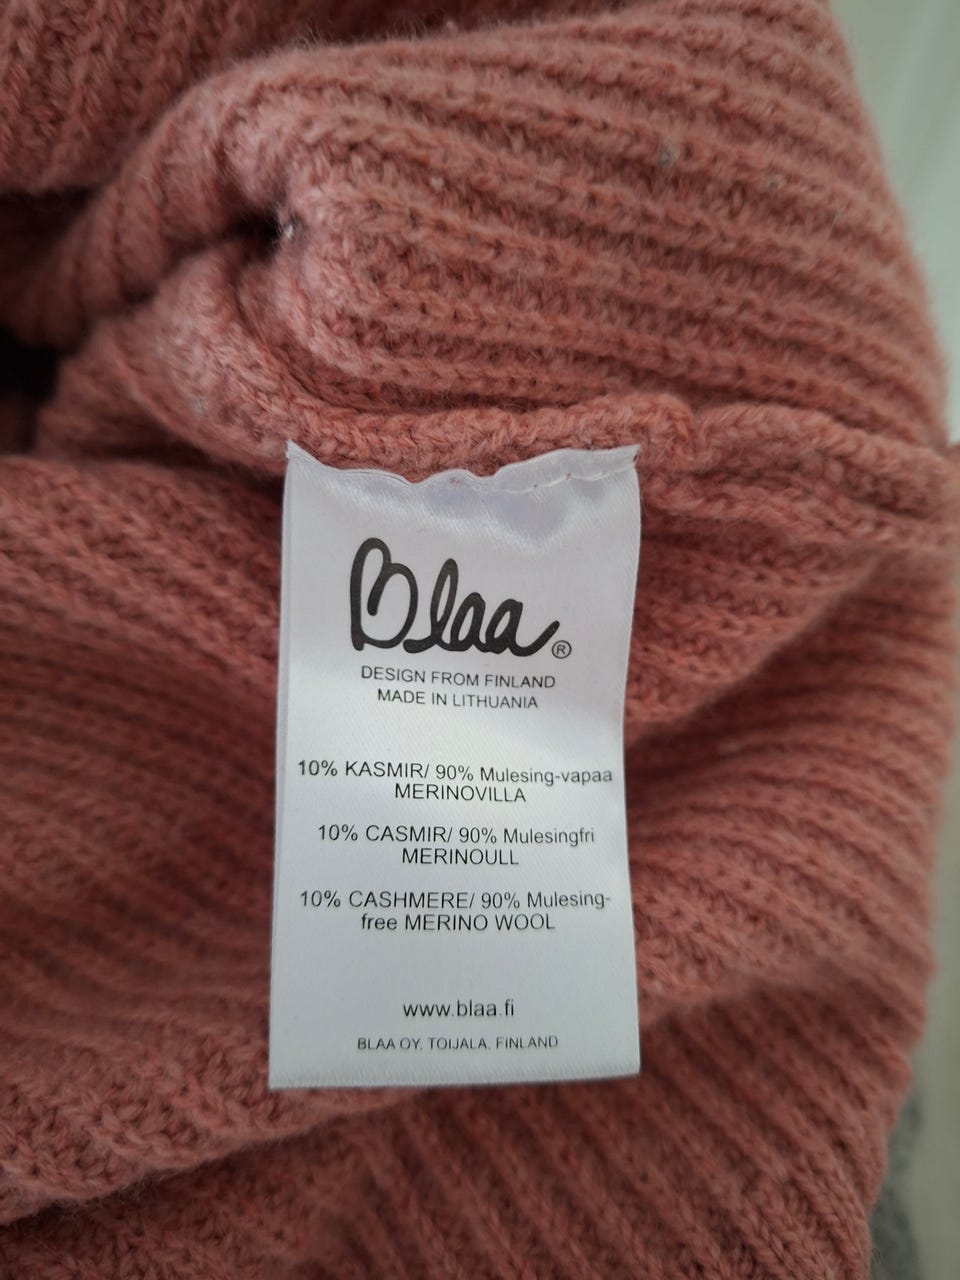 Blaa®
DESIGN FROM FINLAND
MADE IN LITHUANIA
10% KASMIR/ 90% Mulesing-vapaa
MERINOVILLA
10% CASMIR/ 90% Mulesingfri
MERINOULL
10% CASHMERE/ 90% Mulesing-
free MERINO WOOL
www.blaa.fi
BLAA OY, TOIJALA, FINLAND